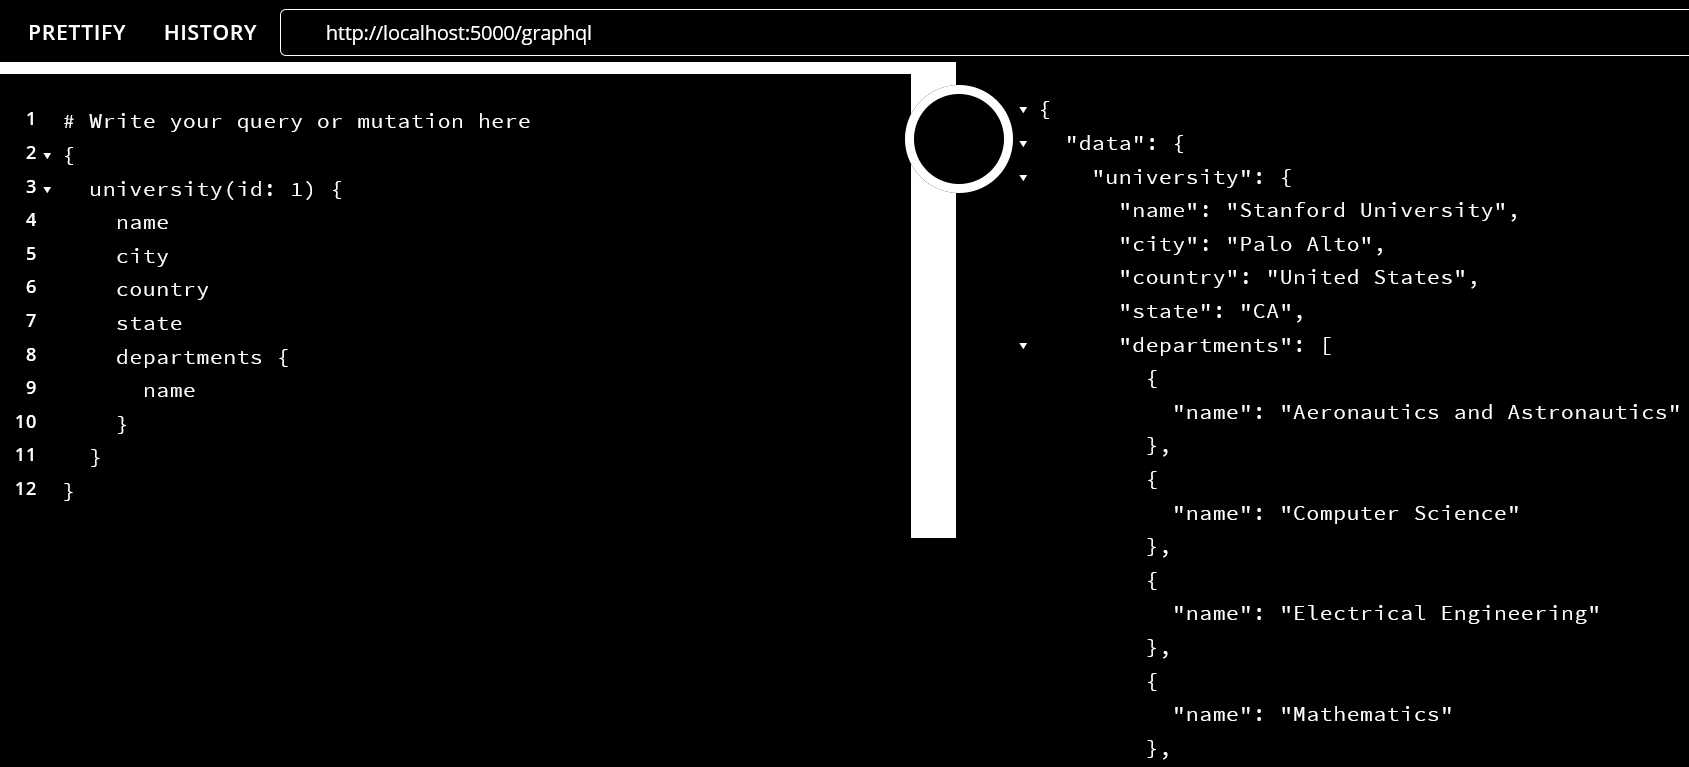 PRETTIFY HISTORY http://localhost:5000/graphql
1 # Write your query or mutation here
2 {
3 university(id: 1) {
4 name
5 city
6 country
7 state
8 departments {
9 name
10 }
11 }
12 }
{
"data": {
"university": {
"name": "Stanford University",
"city": "Palo Alto",
"country": "United States",
"state": "CA",
"departments": [
{
"name": "Aeronautics and Astronautics"
},
{
"name": "Computer Science"
},
{
"name": "Electrical Engineering"
},
{
"name": "Mathematics"
},